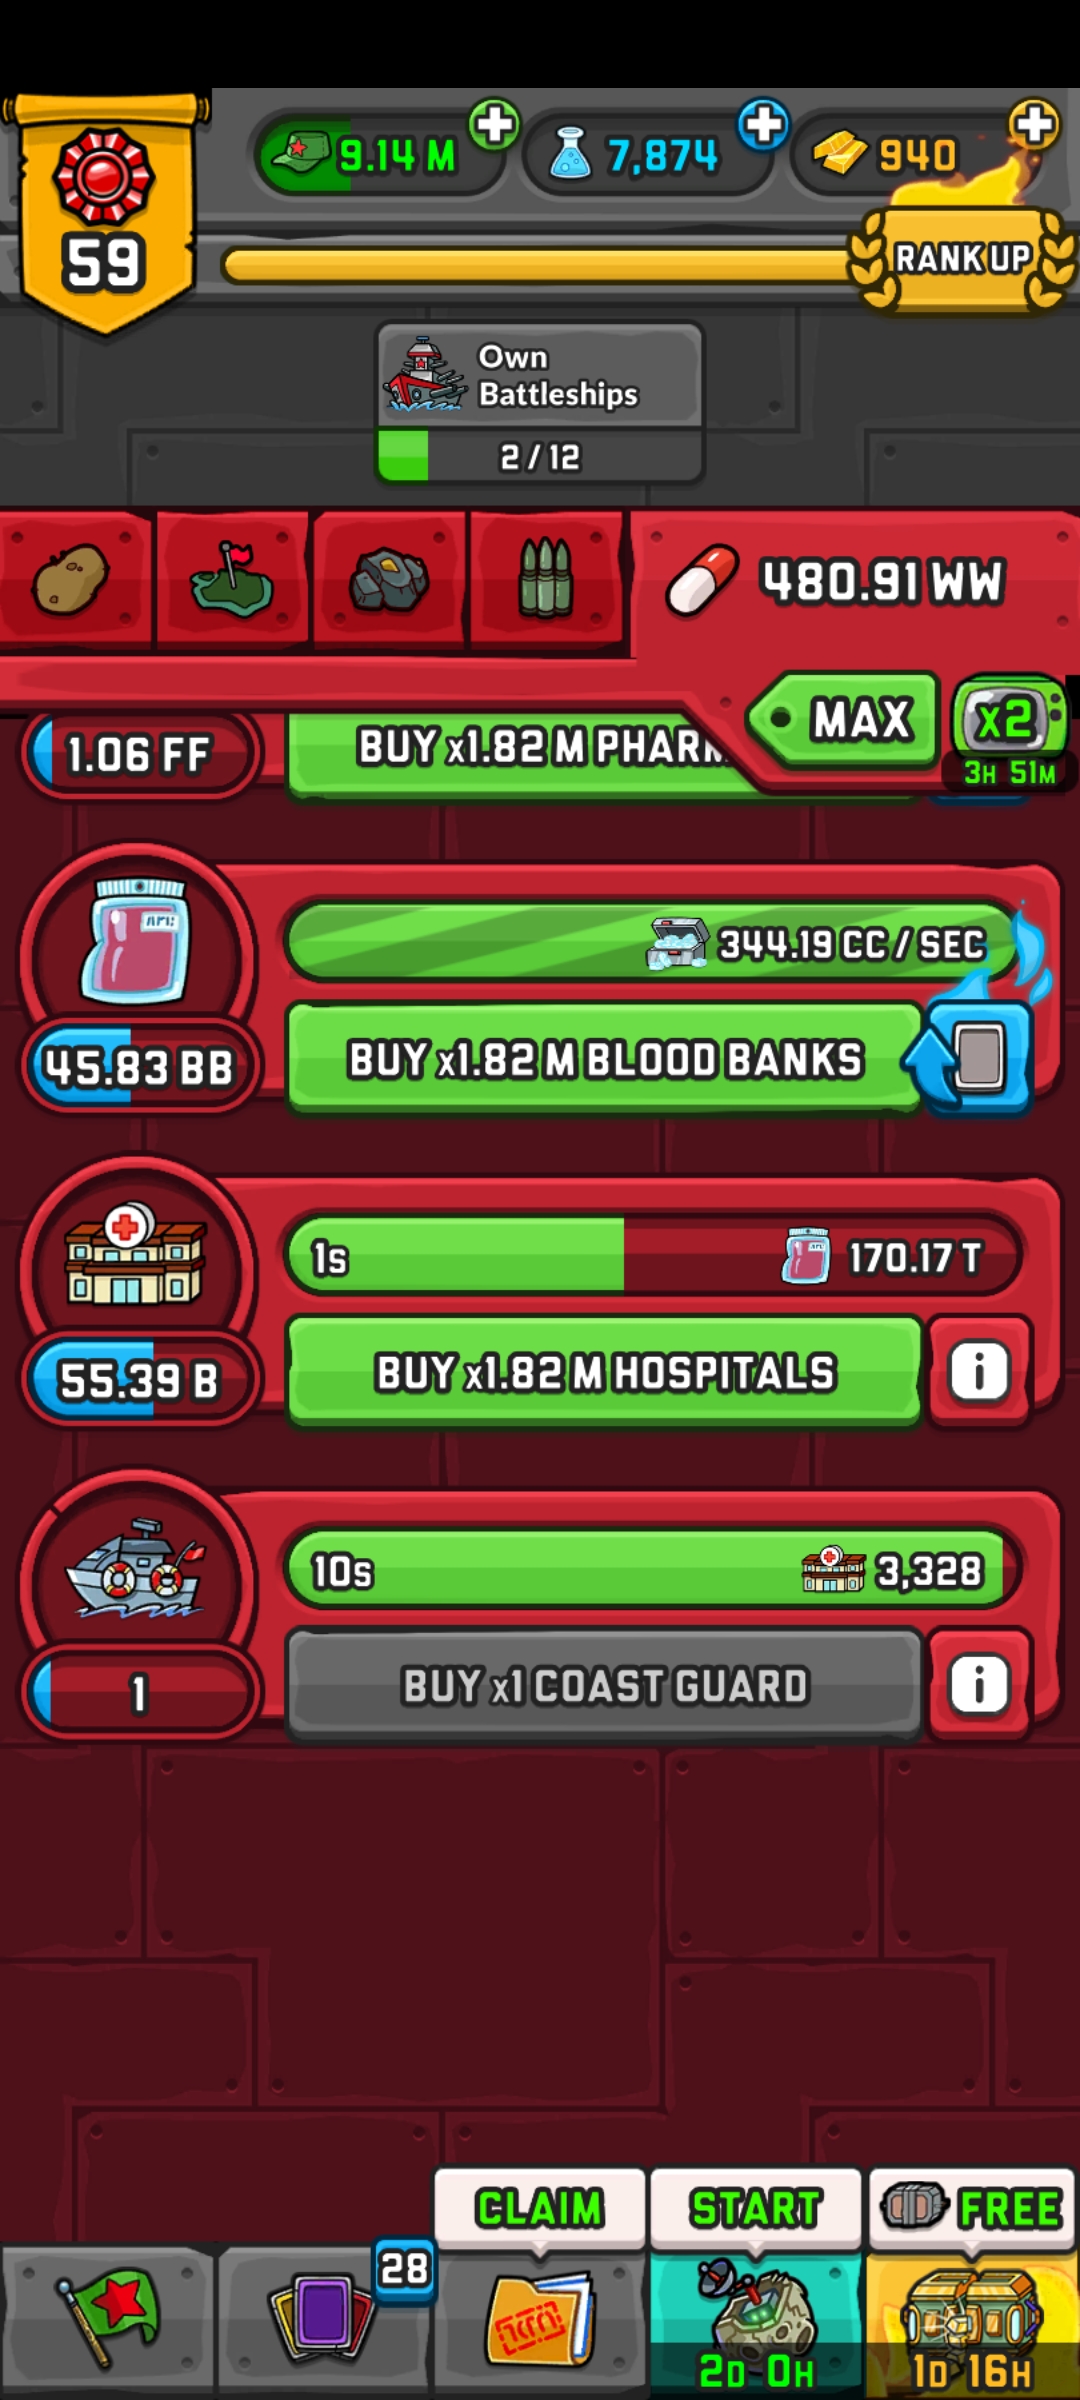 9.14 M
7,874
940
59
RANK UP
Own
Battleships
2 / 12
480.91 WW
MAX
x2
3H 51M
1.06 FF
BUY x1.82 M PHARM
344.19 CC / SEC
45.83 BB
BUY x1.82 M BLOOD BANKS
1s
170.17 T
55.39 B
BUY x1.82 M HOSPITALS
i
10s
3,328
1
BUY x1 COAST GUARD
i
CLAIM
START
FREE
28
2D 0H
1D 16H